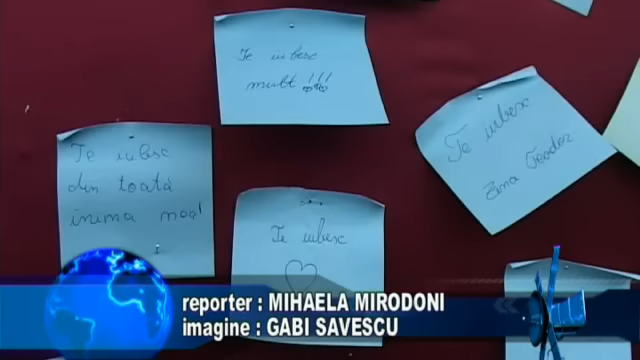 Te iubesc
mult !!!
Te iubesc
Te iubesc
din toată
inima mea!
Te iubesc
reporter : MIHAELA MIRODONI
imagine : GABI SAVESCU